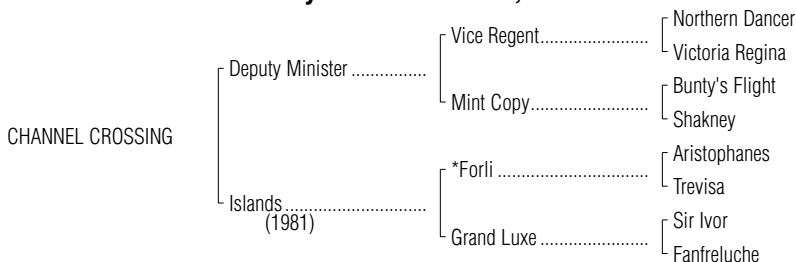 Northern Dancer
Vice Regent
Victoria Regina
Deputy Minister
Bunty's Flight
Mint Copy
Shakney
CHANNEL CROSSING
Aristophanes
*Forli
Trevisa
Islands
(1981)
Sir Ivor
Grand Luxe
Fanfreluche